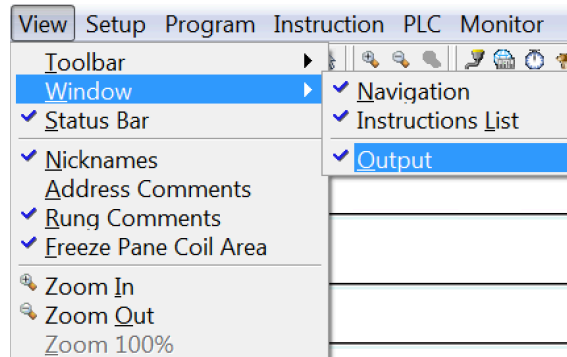 View Setup Program Instruction PLC Monitor
Toolbar
Window
Navigation
Status Bar
Instructions List
Nicknames
Output
Address Comments
Rung Comments
Freeze Pane Coil Area
Zoom In
Zoom Out
Zoom 100%